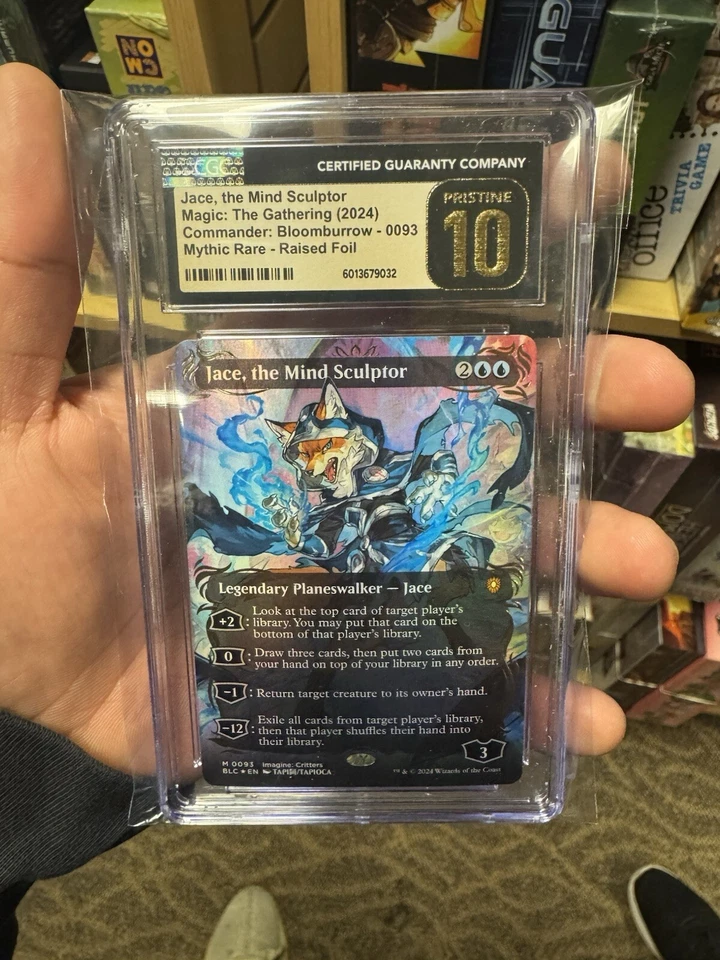 NOW
CGC
CERTIFIED GUARANTY COMPANY
Jace, the Mind Sculptor
Magic: The Gathering (2024)
Commander: Bloomburrow - 0093
Mythic Rare - Raised Foil
6013679032
PRISTINE
10
office
TRIVIA
GAME
Jace, the Mind Sculptor
2
Legendary Planeswalker — Jace
+2: Look at the top card of target player's
library. You may put that card on the
bottom of that player's library.
0: Draw three cards, then put two cards from
your hand on top of your library in any order.
−1: Return target creature to its owner's hand.
−12: Exile all cards from target player's library,
then that player shuffles their hand into
their library.
3
M 0093 Imagine: Critters
BLC ★ EN TAPIOCA
™ & © 2024 Wizards of the Coast